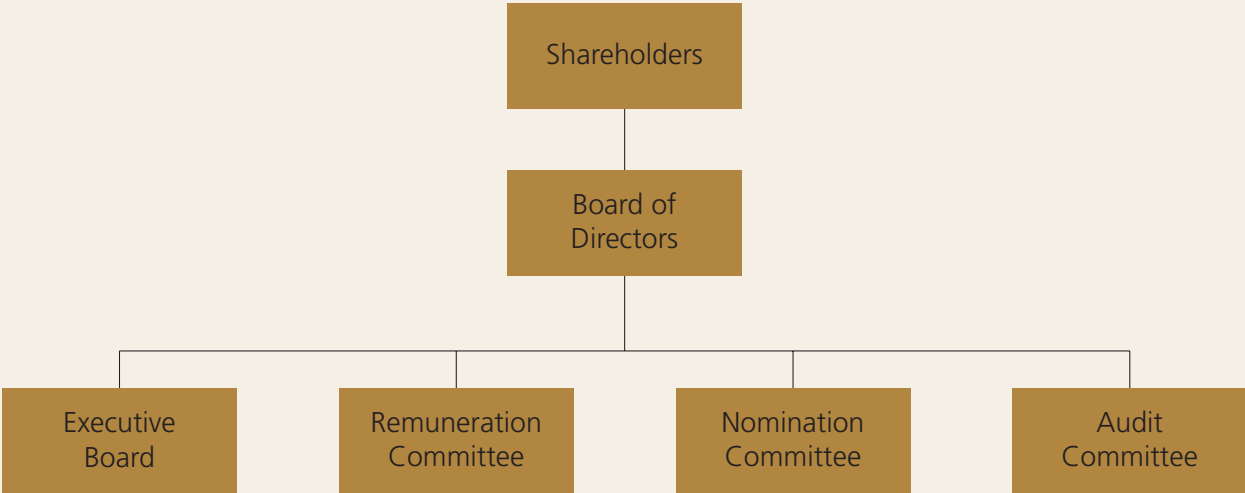 Shareholders
Board of
Directors
Executive
Board
Remuneration
Committee
Nomination
Committee
Audit
Committee